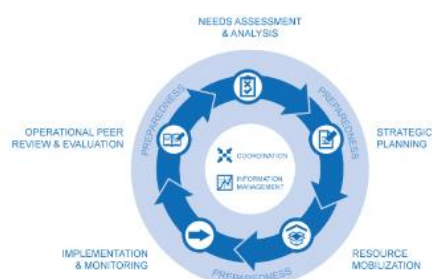 NEEDS ASSESSMENT
& ANALYSIS
PREPAREDNESS
PREPAREDNESS
OPERATIONAL PEER
REVIEW & EVALUATION
STRATEGIC
PLANNING
COORDINATION
INFORMATION
MANAGEMENT
IMPLEMENTATION
& MONITORING
RESOURCE
MOBILIZATION
PREPAREDNESS